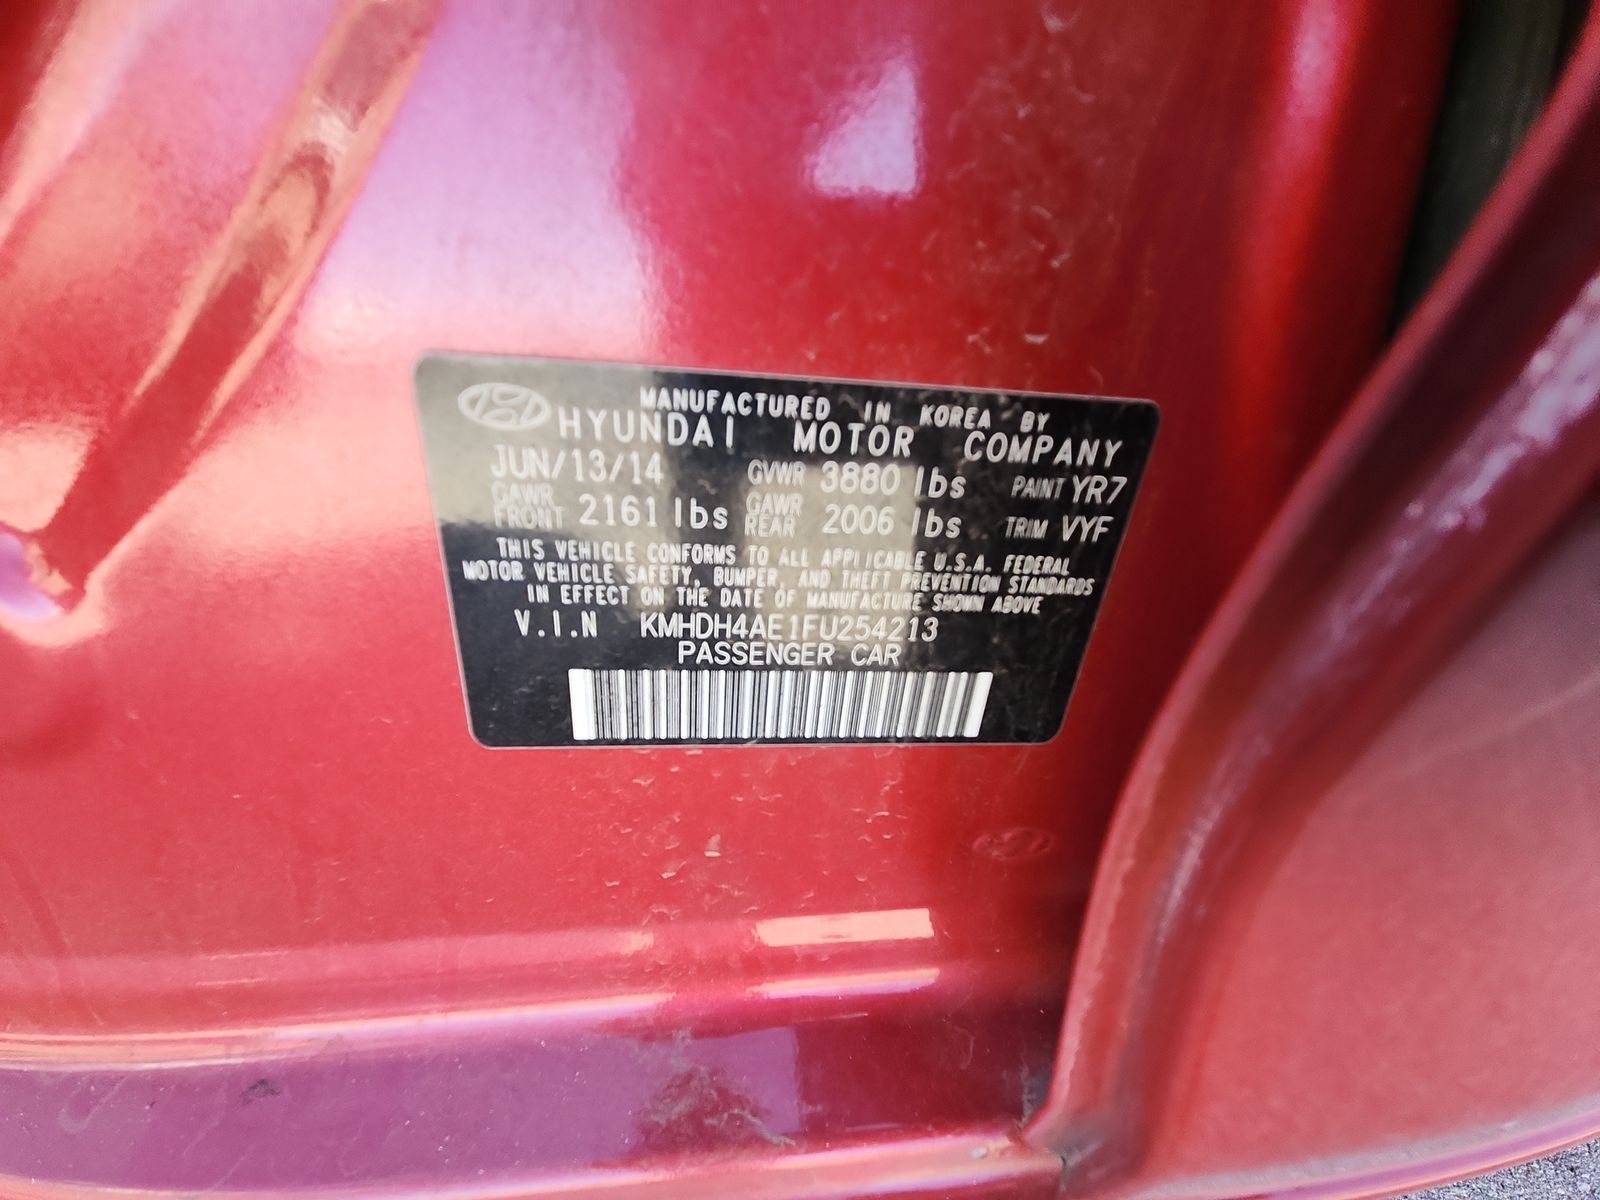 MANUFACTURED IN KOREA BY
HYUNDAI MOTOR COMPANY
JUN/13/14 GVWR 3880 lbs PAINT YR7
GAWR FRONT 2161 lbs GAWR REAR 2006 lbs TRIM VYF
THIS VEHICLE CONFORMS TO ALL APPLICABLE U.S.A. FEDERAL
MOTOR VEHICLE SAFETY, BUMPER, AND THEFT PREVENTION STANDARDS
IN EFFECT ON THE DATE OF MANUFACTURE SHOWN ABOVE
V.I.N KMHDH4AE1FU254213
PASSENGER CAR